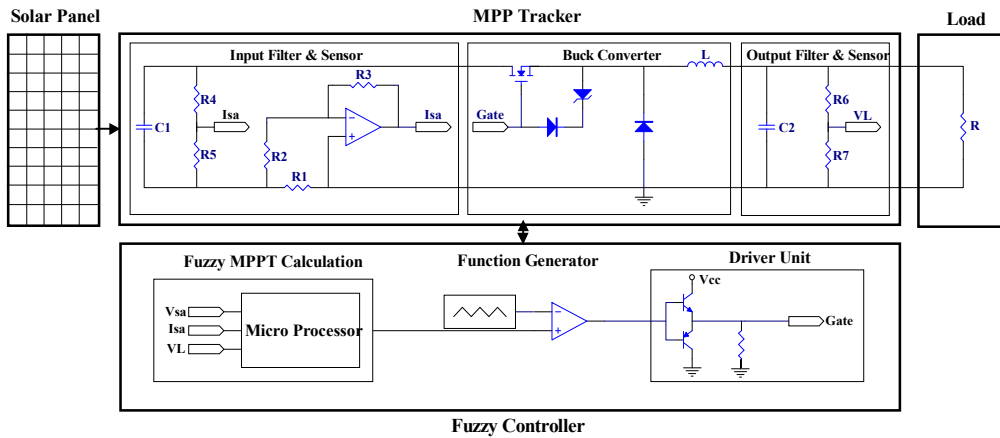 Solar Panel
MPP Tracker
Load
Input Filter & Sensor
Buck Converter
L
Output Filter & Sensor
R3
R4
Isa
Isa
Gate
R6
VL
C1
R5
R2
R1
C2
R7
R
Fuzzy MPPT Calculation
Function Generator
Driver Unit
Vcc
Vsa
Isa
VL
Micro Processor
Gate
Fuzzy Controller